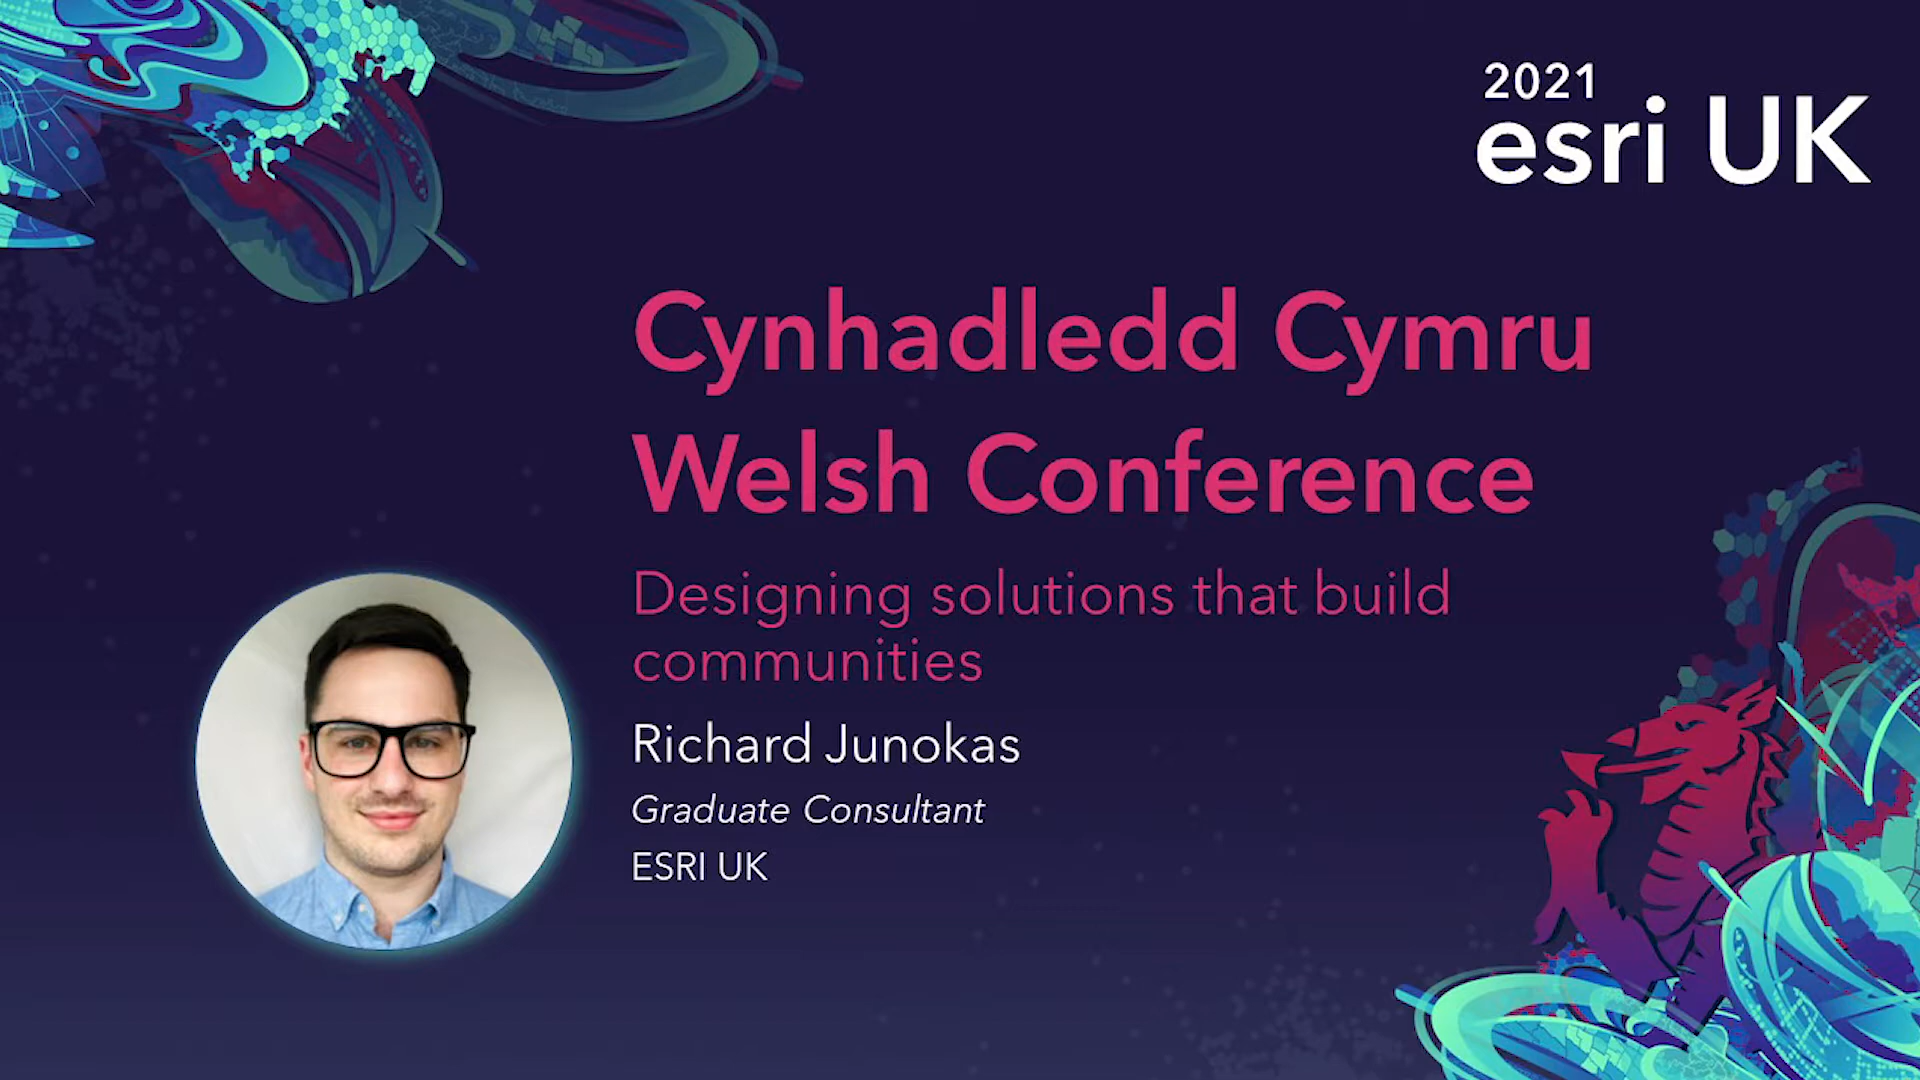 2021
esri UK
Cynhadledd Cymru
Welsh Conference
Designing solutions that build
communities
Richard Junokas
Graduate Consultant
ESRI UK